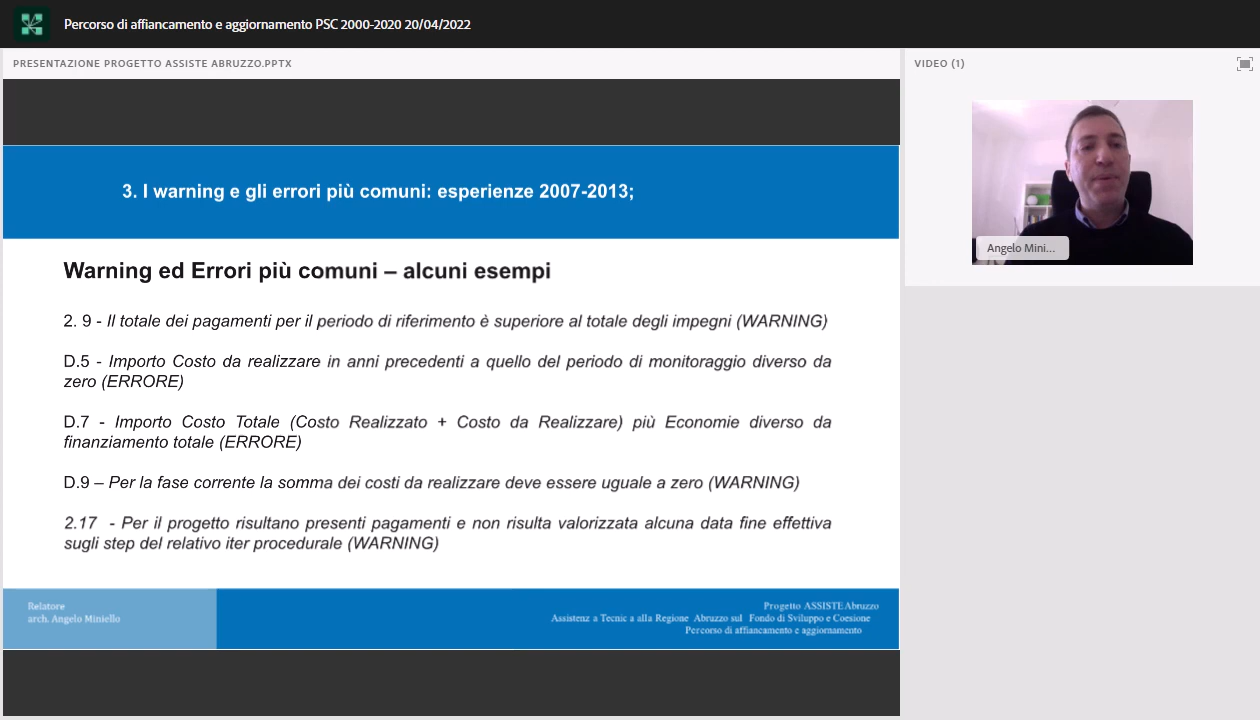 Percorso di affiancamento e aggiornamento PSC 2000-2020 20/04/2022
PRESENTAZIONE PROGETTO ASSISTE ABRUZZO.PPTX
VIDEO (1)
3. I warning e gli errori più comuni: esperienze 2007-2013;
Warning ed Errori più comuni – alcuni esempi
2. 9 - Il totale dei pagamenti per il periodo di riferimento è superiore al totale degli impegni (WARNING)
D.5 - Importo Costo da realizzare in anni precedenti a quello del periodo di monitoraggio diverso da
zero (ERRORE)
D.7 - Importo Costo Totale (Costo Realizzato + Costo da Realizzare) più Economie diverso da
finanziamento totale (ERRORE)
D.9 – Per la fase corrente la somma dei costi da realizzare deve essere uguale a zero (WARNING)
2.17 - Per il progetto risultano presenti pagamenti e non risulta valorizzata alcuna data fine effettiva
sugli step del relativo iter procedurale (WARNING)
Relatore
arch. Angelo Miniello
Progetto ASSISTE Abruzzo
Assistenz a Tecnic a alla Regione Abruzzo sul Fondo di Sviluppo e Coesione
Percorso di affiancamento e aggiornamento
Angelo Mini...